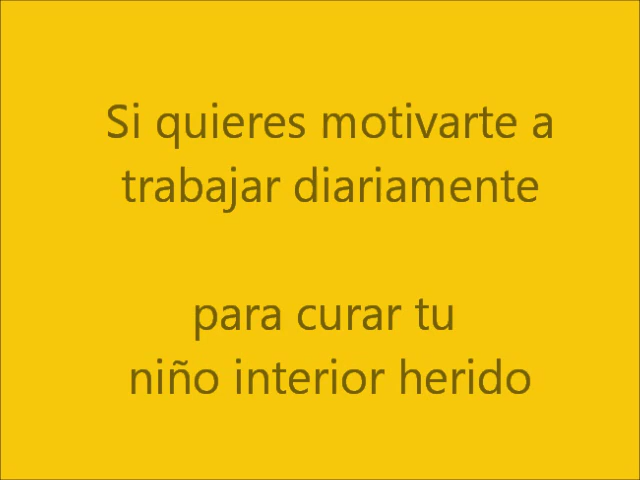 Si quieres motivarte a
trabajar diariamente
para curar tu
niño interior herido